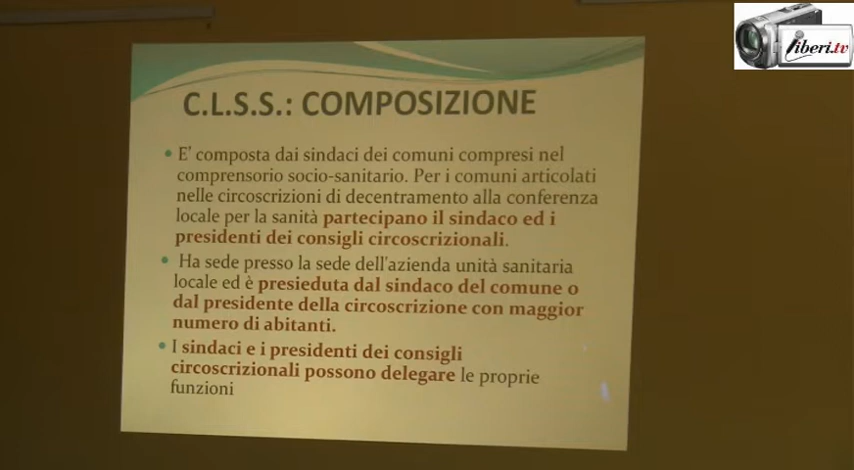 liberi.tv
C.L.S.S.: COMPOSIZIONE
• E' composta dai sindaci dei comuni compresi nel
comprensorio socio-sanitario. Per i comuni articolati
nelle circoscrizioni di decentramento alla conferenza
locale per la sanità partecipano il sindaco ed i
presidenti dei consigli circoscrizionali.
• Ha sede presso la sede dell'azienda unità sanitaria
locale ed è presieduta dal sindaco del comune o
dal presidente della circoscrizione con maggior
numero di abitanti.
• I sindaci e i presidenti dei consigli
circoscrizionali possono delegare le proprie
funzioni